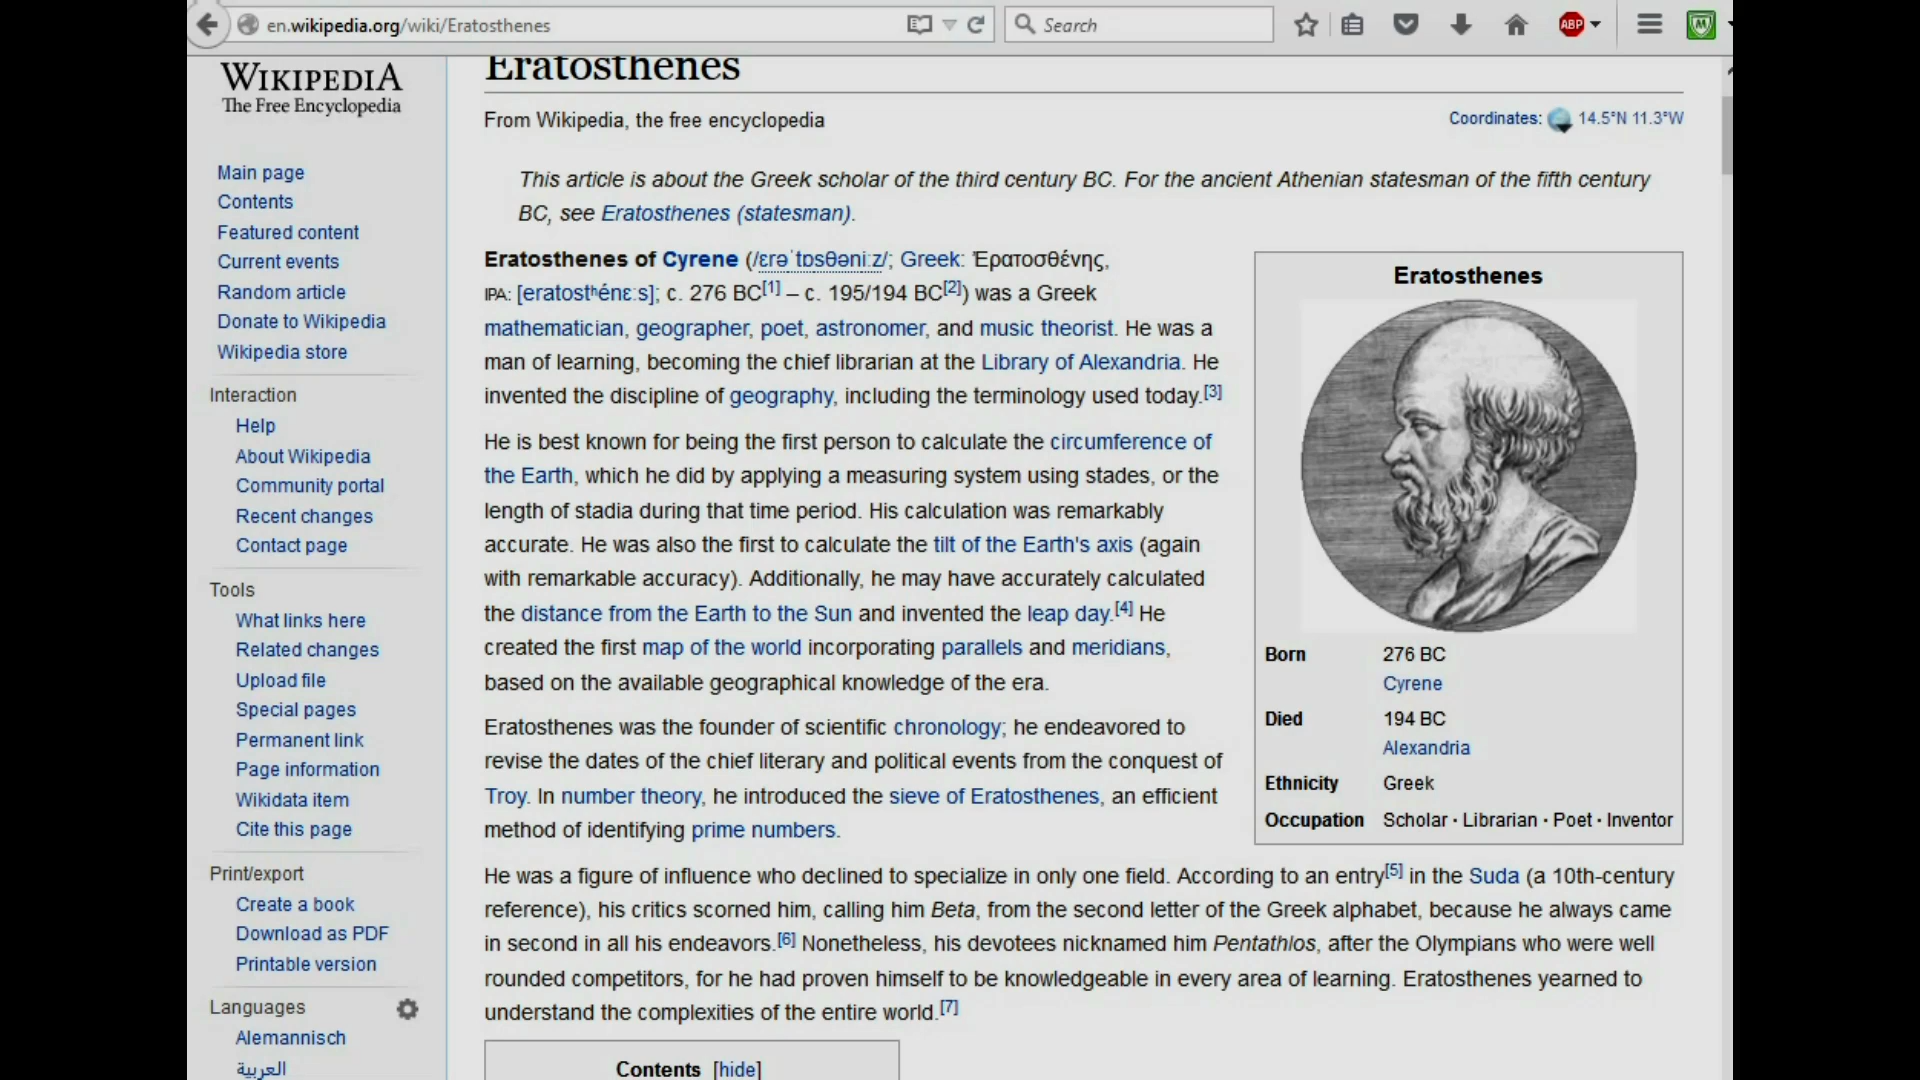 en.wikipedia.org/wiki/Eratosthenes
Search
ABP
WIKIPEDIA
The Free Encyclopedia
Main page
Contents
Featured content
Current events
Random article
Donate to Wikipedia
Wikipedia store
Interaction
Help
About Wikipedia
Community portal
Recent changes
Contact page
Tools
What links here
Related changes
Upload file
Special pages
Permanent link
Page information
Wikidata item
Cite this page
Print/export
Create a book
Download as PDF
Printable version
Languages
Alemannisch
العربية
Eratosthenes
From Wikipedia, the free encyclopedia
Coordinates: 14.5°N 11.3°W
This article is about the Greek scholar of the third century BC. For the ancient Athenian statesman of the fifth century
BC, see Eratosthenes (statesman).
Eratosthenes of Cyrene (/ɛrəˈtɒsθəniːz/; Greek: Ἐρατοσθένης,
IPA: [eratostʰénɛːs]; c. 276 BC[1] – c. 195/194 BC[2]) was a Greek
mathematician, geographer, poet, astronomer, and music theorist. He was a
man of learning, becoming the chief librarian at the Library of Alexandria. He
invented the discipline of geography, including the terminology used today.[3]
He is best known for being the first person to calculate the circumference of
the Earth, which he did by applying a measuring system using stades, or the
length of stadia during that time period. His calculation was remarkably
accurate. He was also the first to calculate the tilt of the Earth's axis (again
with remarkable accuracy). Additionally, he may have accurately calculated
the distance from the Earth to the Sun and invented the leap day.[4] He
created the first map of the world incorporating parallels and meridians,
based on the available geographical knowledge of the era.
Eratosthenes was the founder of scientific chronology; he endeavored to
revise the dates of the chief literary and political events from the conquest of
Troy. In number theory, he introduced the sieve of Eratosthenes, an efficient
method of identifying prime numbers.
Eratosthenes
Born 276 BC
Cyrene
Died 194 BC
Alexandria
Ethnicity Greek
Occupation Scholar · Librarian · Poet · Inventor
He was a figure of influence who declined to specialize in only one field. According to an entry[5] in the Suda (a 10th-century
reference), his critics scorned him, calling him Beta, from the second letter of the Greek alphabet, because he always came
in second in all his endeavors.[6] Nonetheless, his devotees nicknamed him Pentathlos, after the Olympians who were well
rounded competitors, for he had proven himself to be knowledgeable in every area of learning. Eratosthenes yearned to
understand the complexities of the entire world.[7]
Contents [hide]